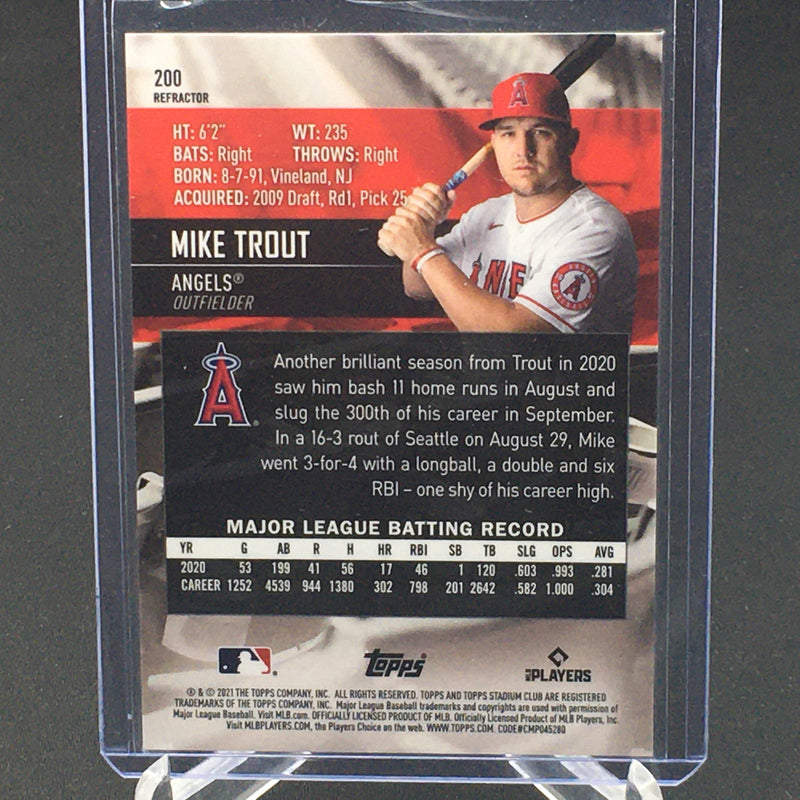 200
REFRACTOR
HT: 6'2" WT: 235
BATS: Right THROWS: Right
BORN: 8-7-91, Vineland, NJ
ACQUIRED: 2009 Draft, Rd1, Pick 25
MIKE TROUT
ANGELS®
OUTFIELDER
Another brilliant season from Trout in 2020
saw him bash 11 home runs in August and
slug the 300th of his career in September.
In a 16-3 rout of Seattle on August 29, Mike
went 3-for-4 with a longball, a double and six
RBI – one shy of his career high.
MAJOR LEAGUE BATTING RECORD
YR G AB R H HR RBI SB TB SLG OPS AVG
2020 53 199 41 56 17 46 1 120 .603 .993 .281
CAREER 1252 4539 944 1380 302 798 201 2642 .582 1.000 .304
Topps
MLB PLAYERS
® & © 2021 THE TOPPS COMPANY, INC. ALL RIGHTS RESERVED. TOPPS AND TOPPS STADIUM CLUB ARE REGISTERED
TRADEMARKS OF THE TOPPS COMPANY, INC. Major League Baseball trademarks and copyrights are used with permission of
Major League Baseball. Visit MLB.com. OFFICIALLY LICENSED PRODUCT OF MLB. Officially Licensed Product of MLB Players, Inc.
Visit MLBPLAYERS.COM, the Players Choice on the web. WWW.TOPPS.COM. CODE#CMP045280